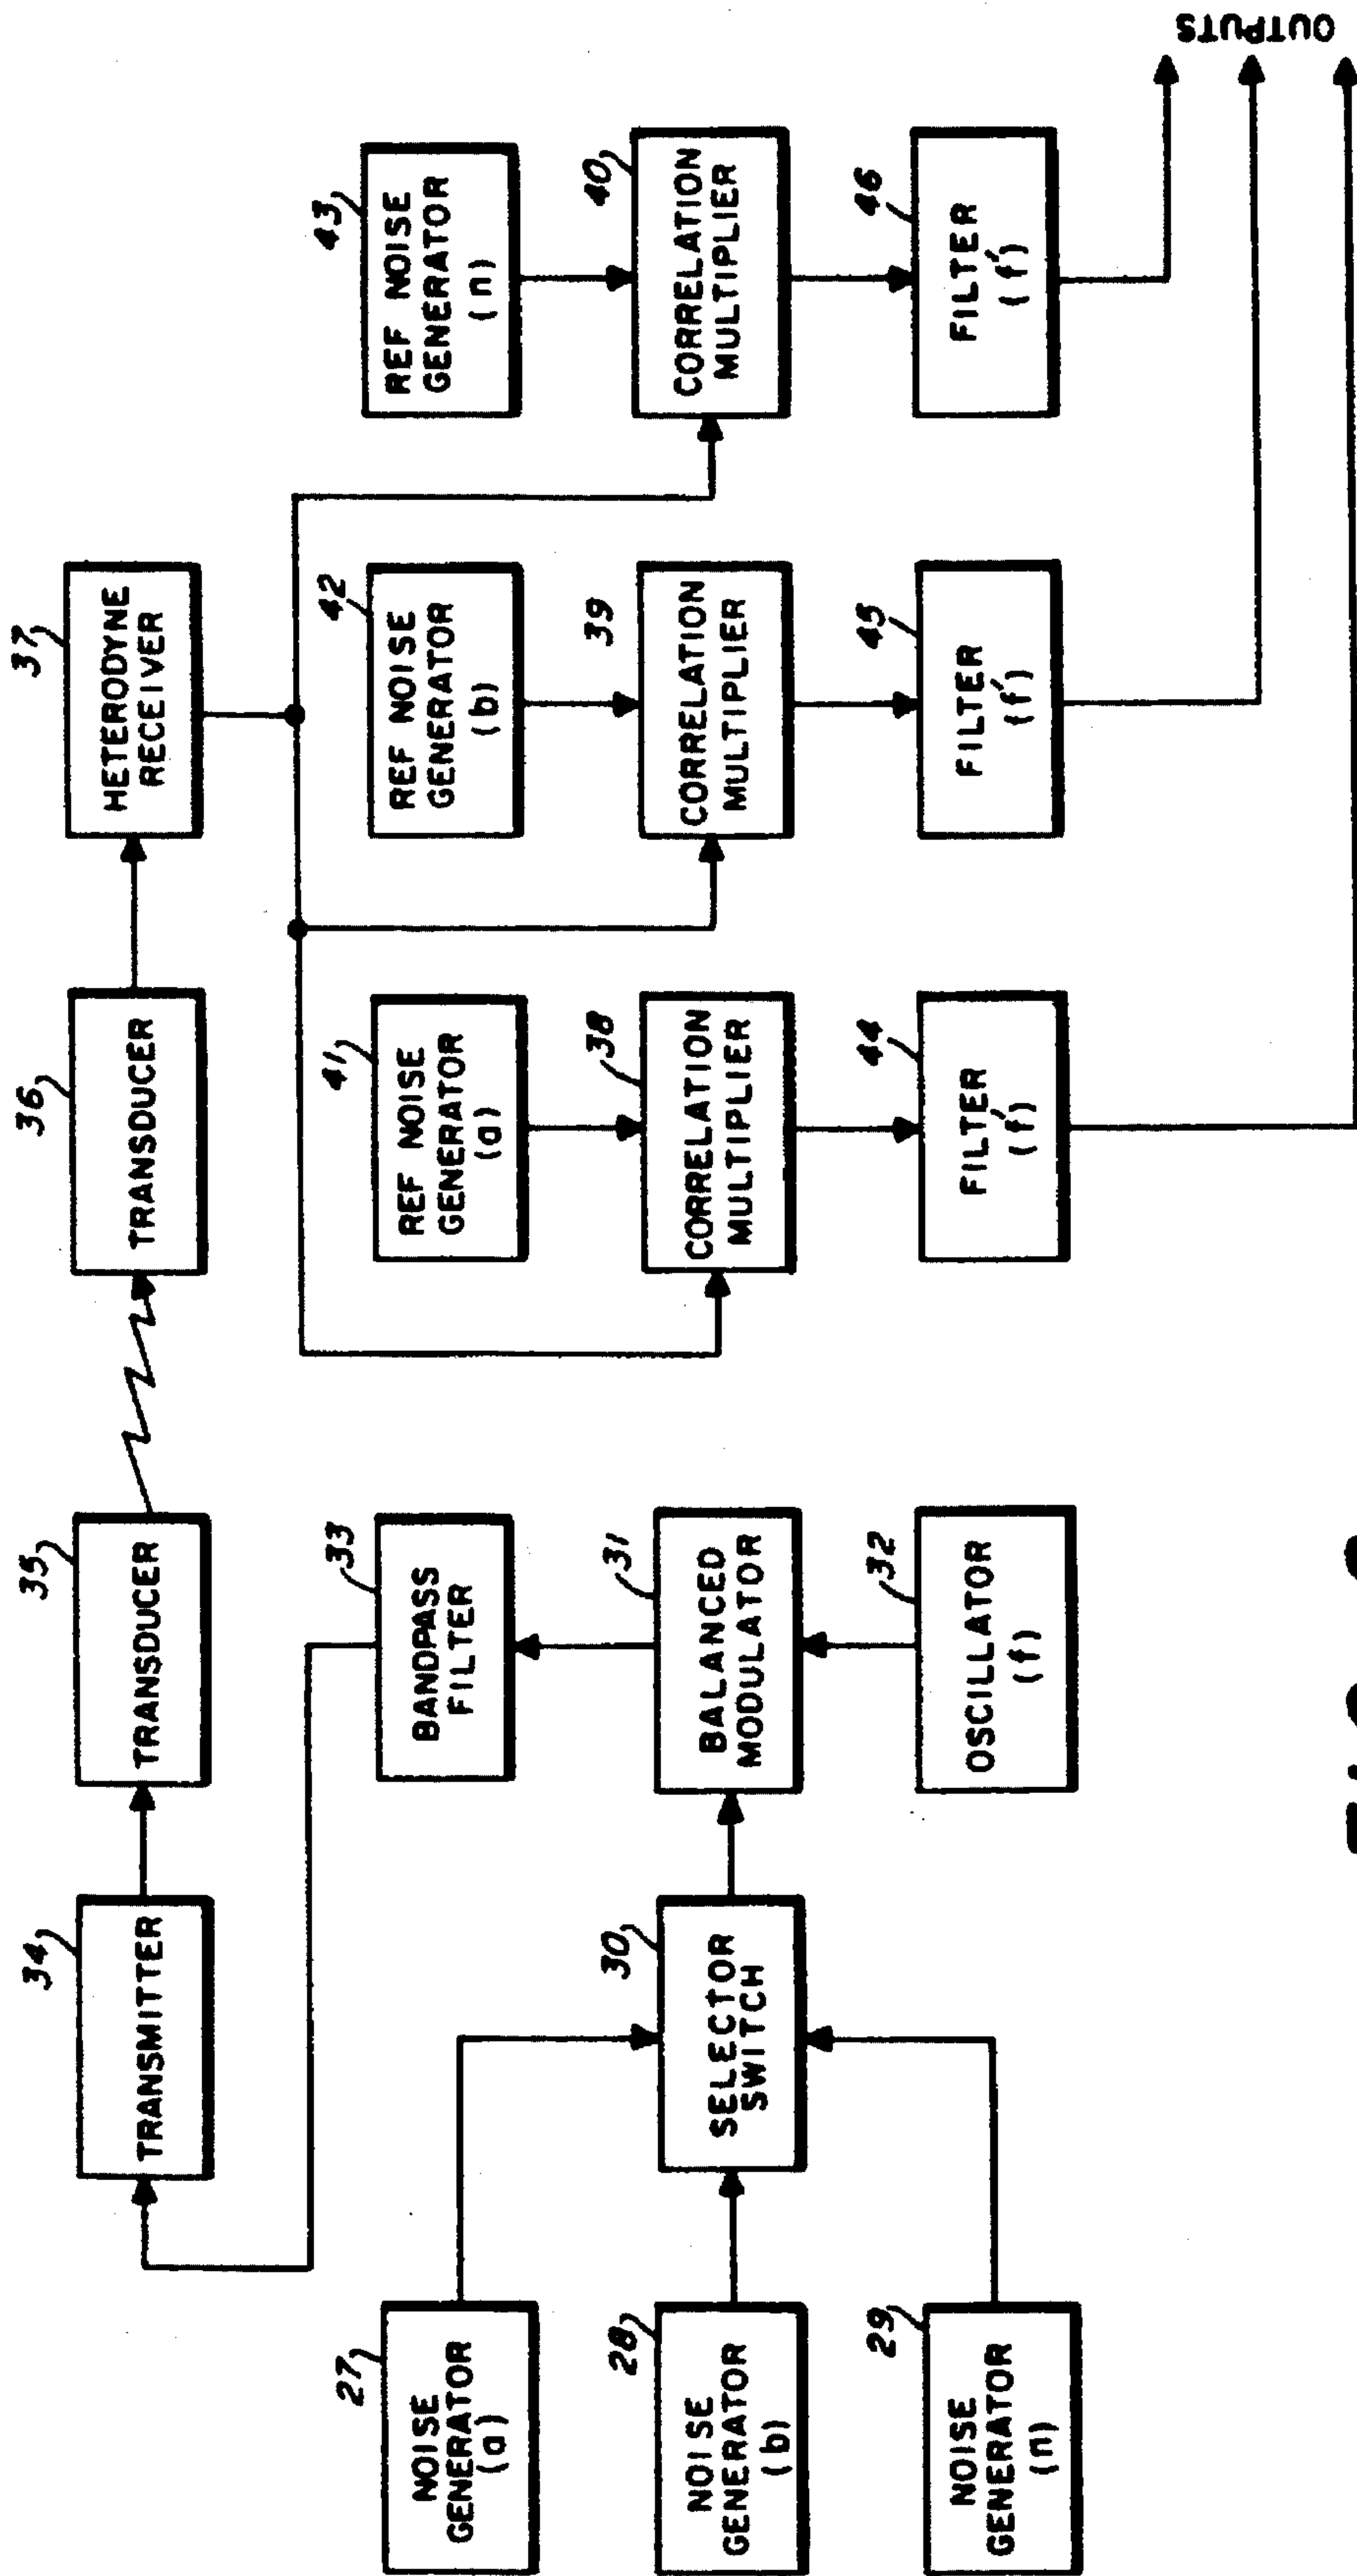 34
TRANSMITTER
35
TRANSDUCER
36
TRANSDUCER
37
HETERODYNE
RECEIVER
27
NOISE
GENERATOR
(a)
28
NOISE
GENERATOR
(b)
29
NOISE
GENERATOR
(n)
30
SELECTOR
SWITCH
33
BANDPASS
FILTER
31
BALANCED
MODULATOR
32
OSCILLATOR
(f)
41
REF NOISE
GENERATOR
(a)
38
CORRELATION
MULTIPLIER
44
FILTER
(f')
42
REF NOISE
GENERATOR
(b)
39
CORRELATION
MULTIPLIER
45
FILTER
(f')
43
REF NOISE
GENERATOR
(n)
40
CORRELATION
MULTIPLIER
46
FILTER
(f')
OUTPUTS